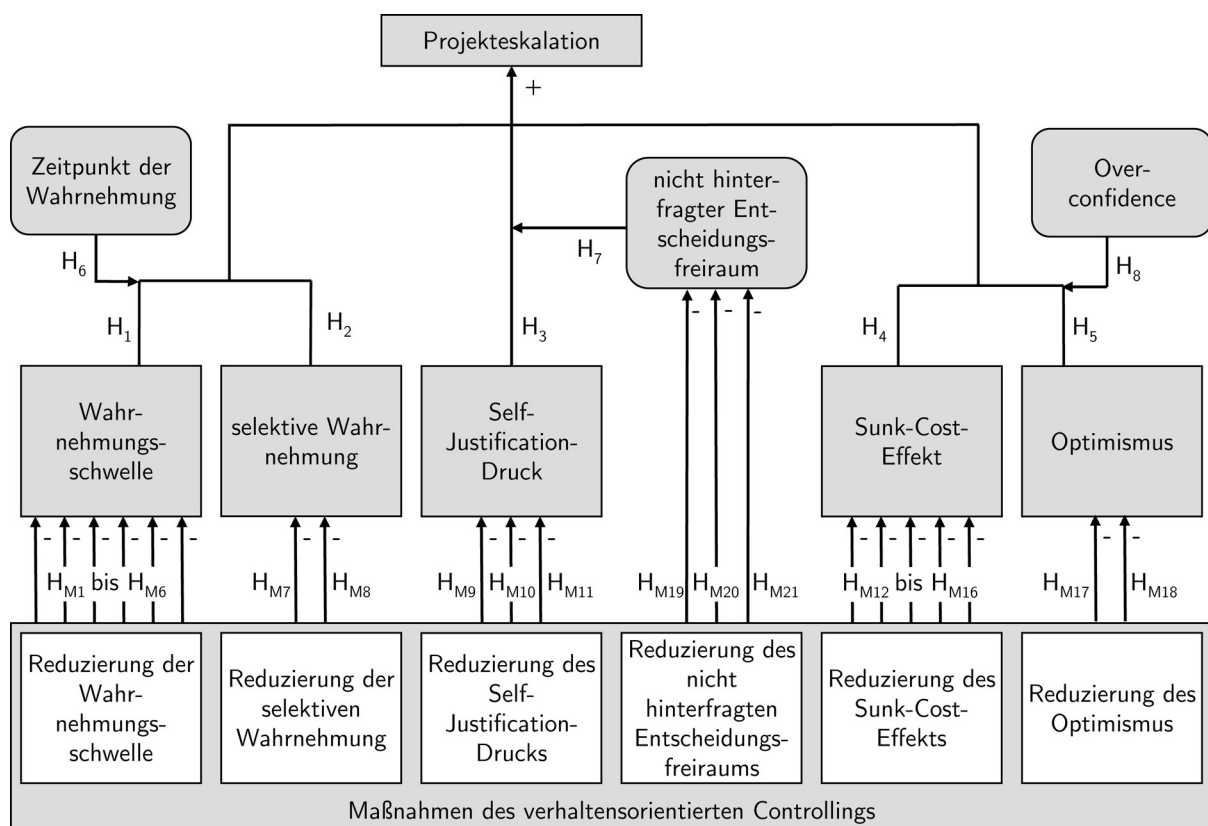 Projekteskalation
+
Zeitpunkt der
Wahrnehmung
nicht hinter-
fragter Ent-
scheidungs-
freiraum
Over-
confidence
H6
H7
H8
H1
H2
H3
H4
H5
Wahr-
nehmungs-
schwelle
selektive Wahr-
nehmung
Self-
Justification-
Druck
Sunk-Cost-
Effekt
Optimismus
- - - - - -
- -
- - -
- - -
- - - - -
- -
HM1 bis HM6
HM7
HM8
HM9
HM10
HM11
HM19
HM20
HM21
HM12 bis HM16
HM17
HM18
Reduzierung der
Wahr-
nehmungs-
schwelle
Reduzierung der
selektiven
Wahrnehmung
Reduzierung des
Self-
Justification-
Drucks
Reduzierung des
nicht
hinterfragten
Entscheidungs-
freiraums
Reduzierung des
Sunk-Cost-
Effekts
Reduzierung des
Optimismus
Maßnahmen des verhaltensorientierten Controllings